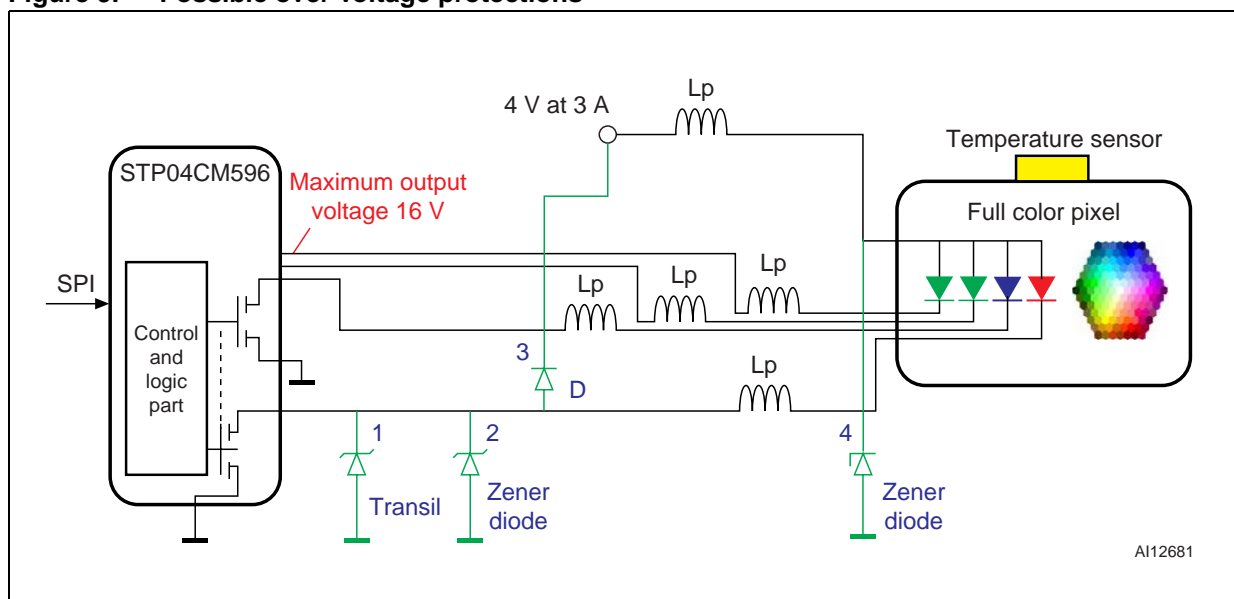 Figure 3. Possible over voltage protections
Lp
4 V at 3 A
Temperature sensor
STP04CM596
Maximum output
voltage 16 V
Full color pixel
SPI
Lp
Lp
Lp
Control
and
logic
part
3
D
Lp
1
2
4
Transil
Zener
diode
Zener
diode
AI12681